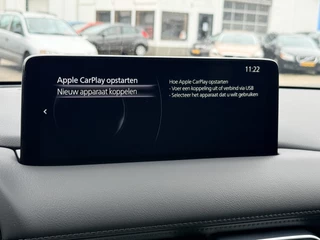 11:22
Apple CarPlay opstarten
Nieuw apparaat koppelen
Hoe Apple CarPlay opstarten
- Voer een koppeling uit of verbind via USB
- Selecteer het apparaat dat u wilt gebruiken